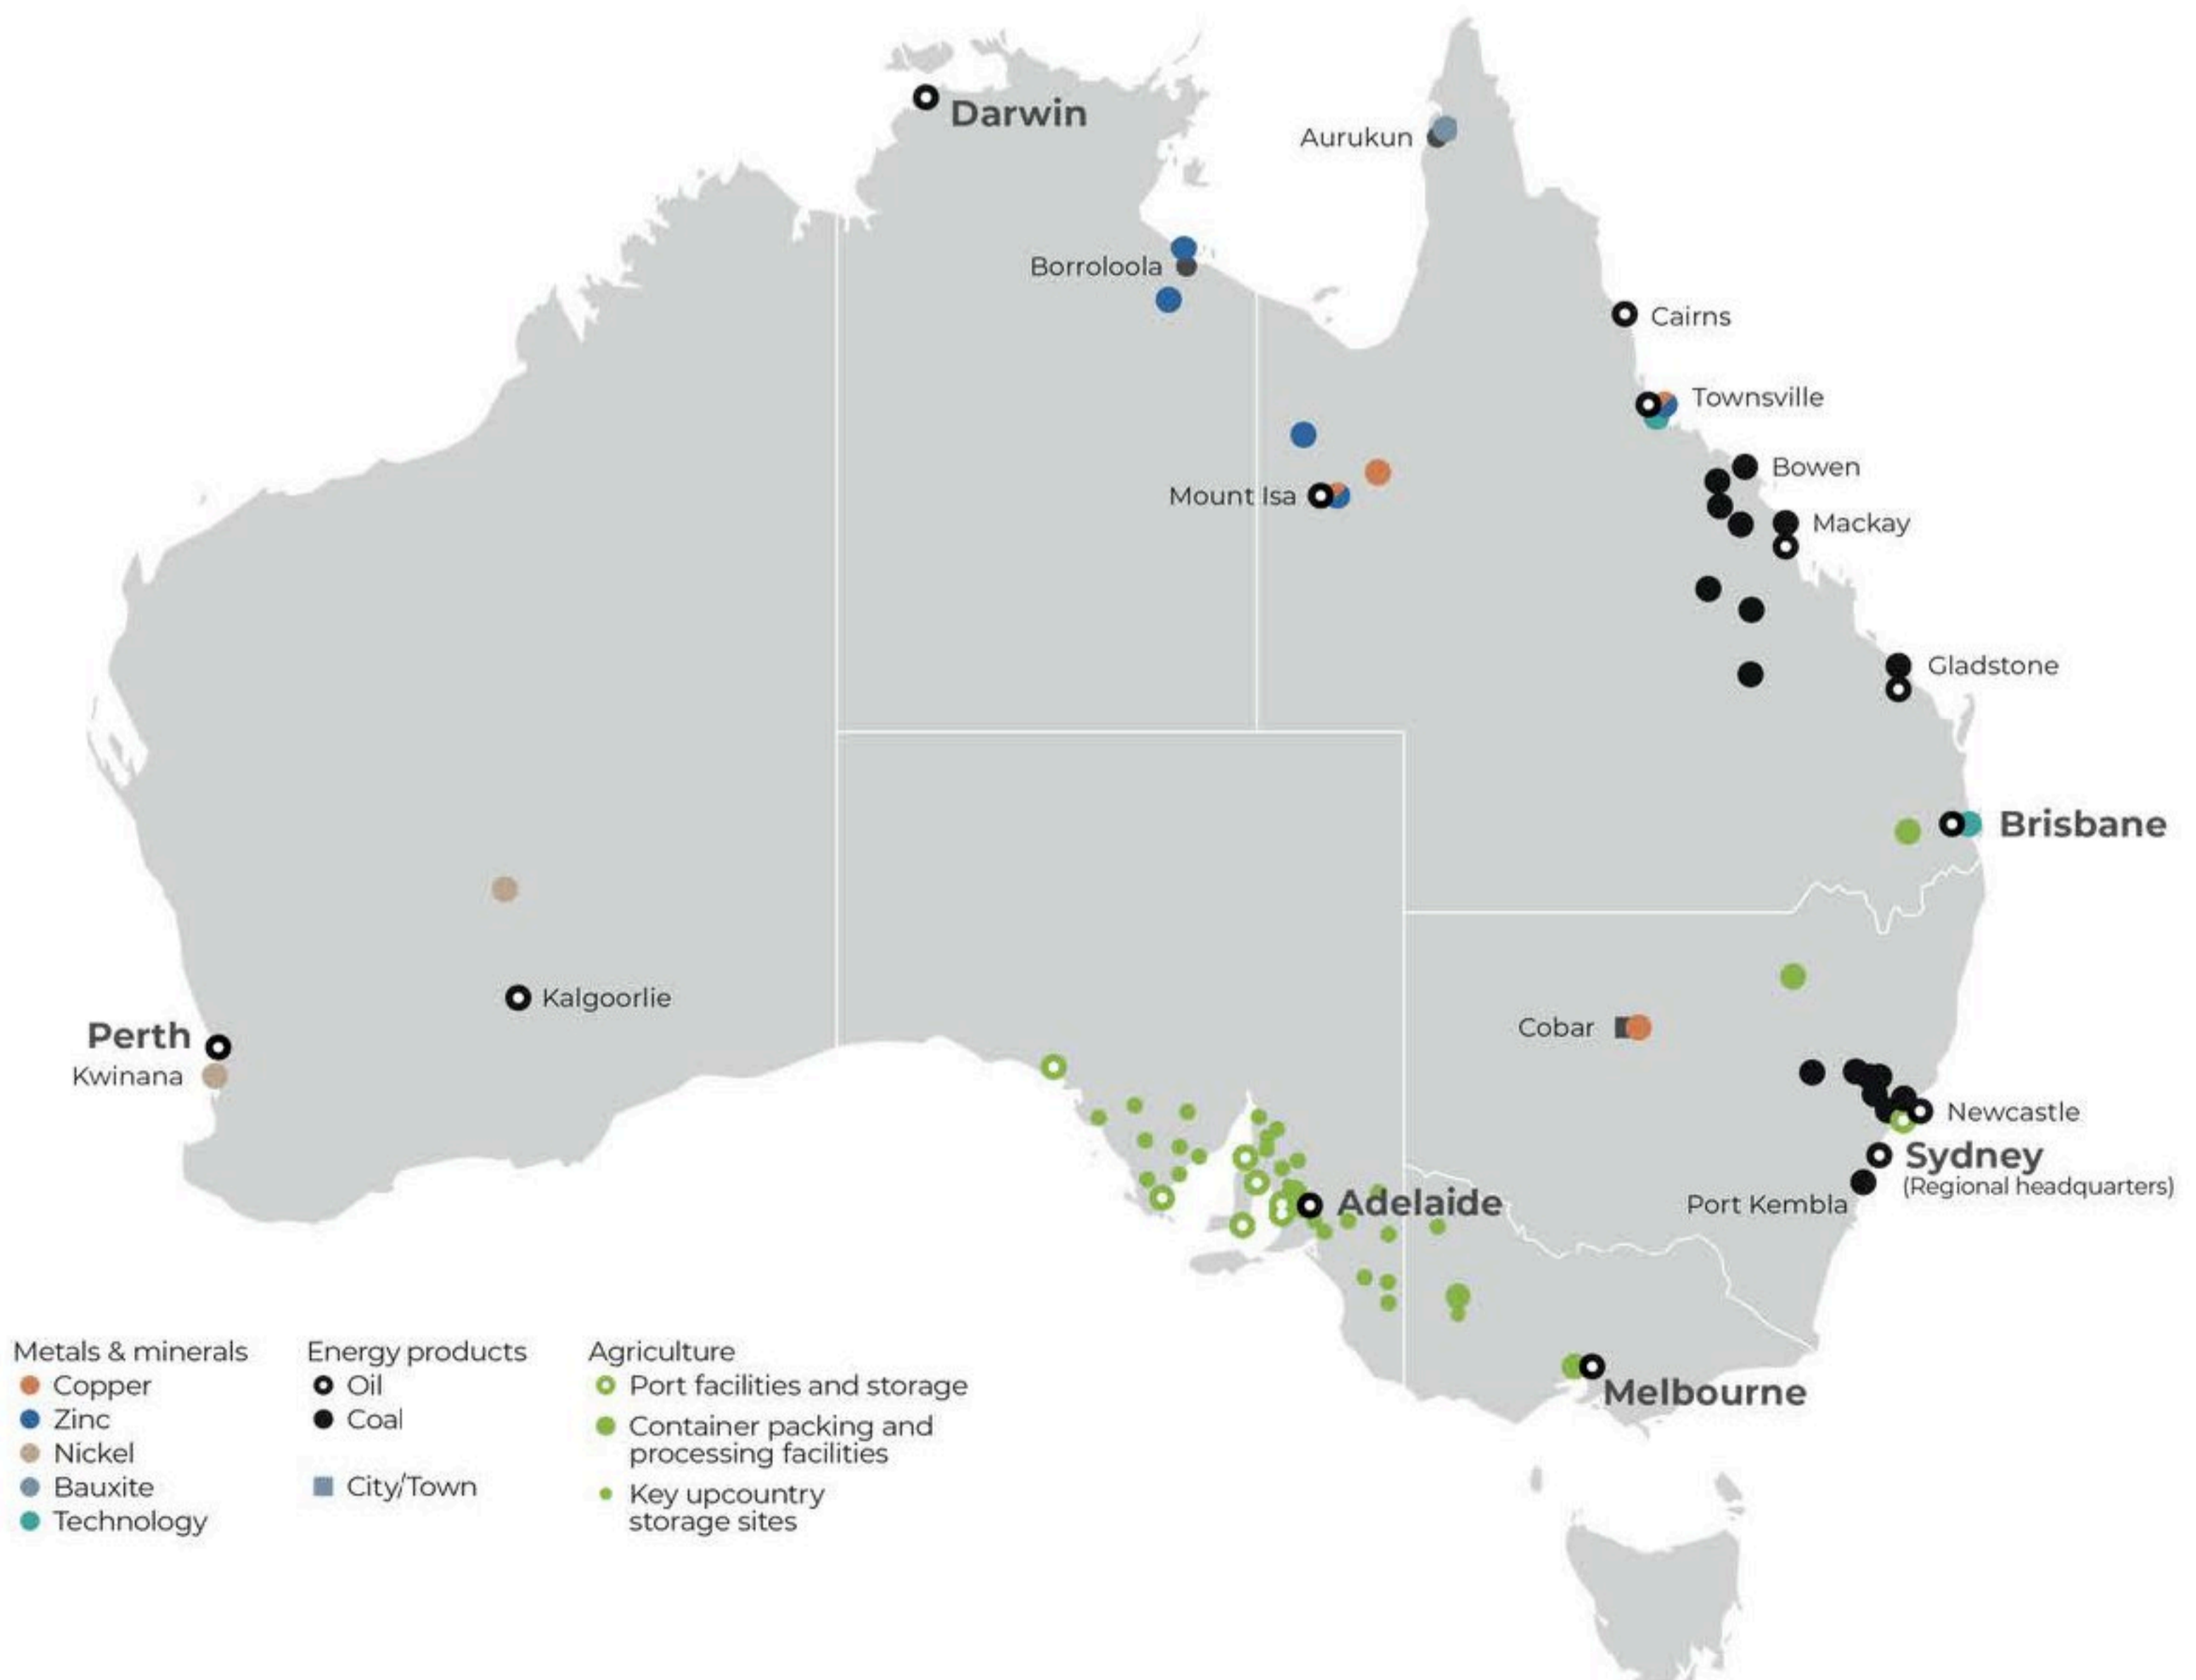 Darwin
Aurukun
Borroloola
Cairns
Townsville
Bowen
Mount Isa
Mackay
Gladstone
Brisbane
Kalgoorlie
Perth
Kwinana
Cobar
Newcastle
Sydney
(Regional headquarters)
Port Kembla
Adelaide
Melbourne
Metals & minerals
Copper
Zinc
Nickel
Bauxite
Technology
Energy products
Oil
Coal
City/Town
Agriculture
Port facilities and storage
Container packing and
processing facilities
Key upcountry
storage sites